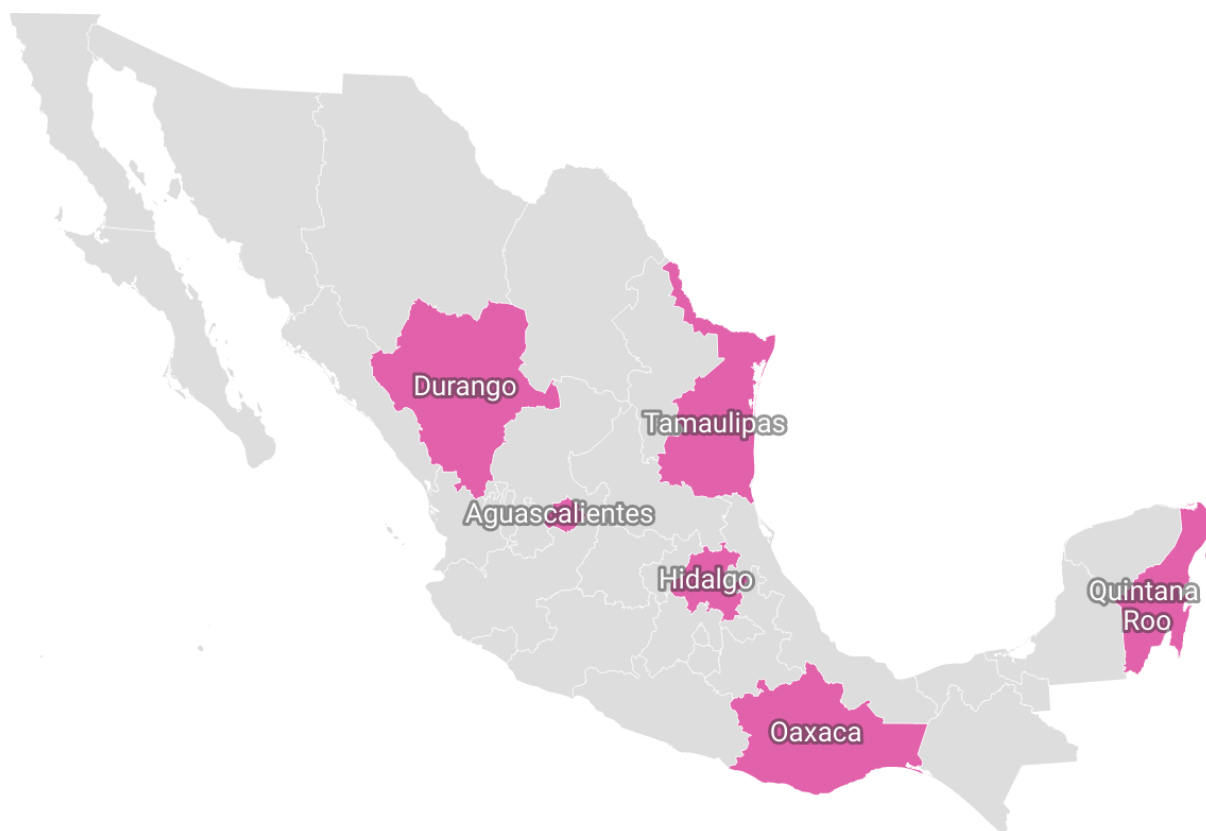 Durango
Tamaulipas
Aguascalientes
Hidalgo
Quintana
Roo
Oaxaca